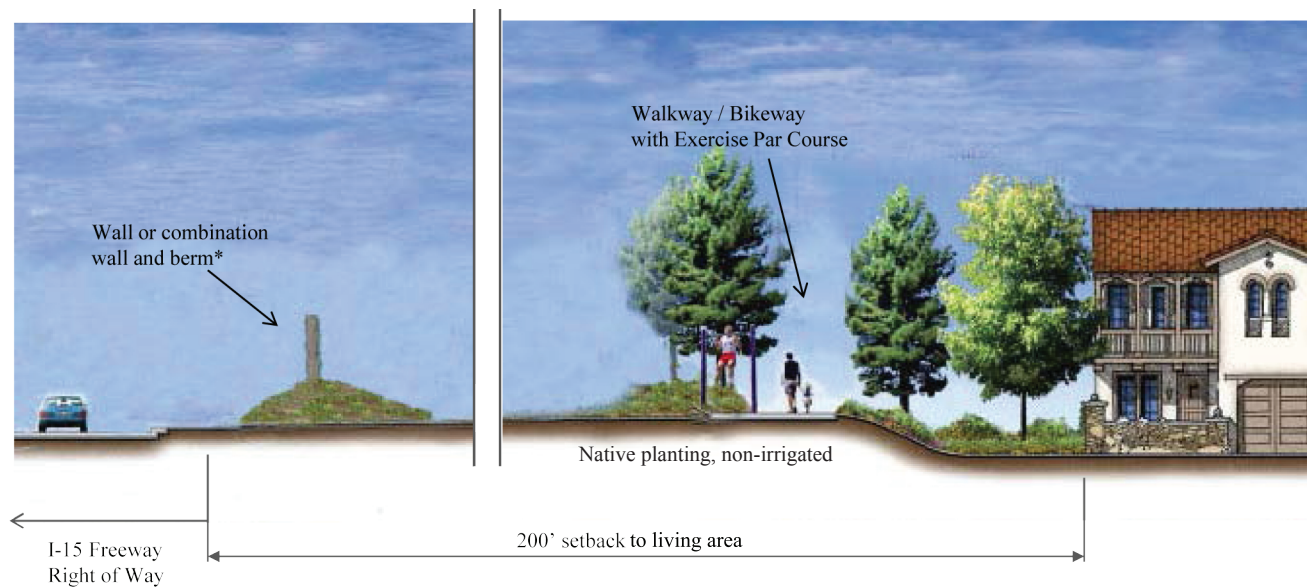 Walkway / Bikeway
with Exercise Par Course
Wall or combination
wall and berm*
Native planting, non-irrigated
200’ setback to living area
I-15 Freeway
Right of Way